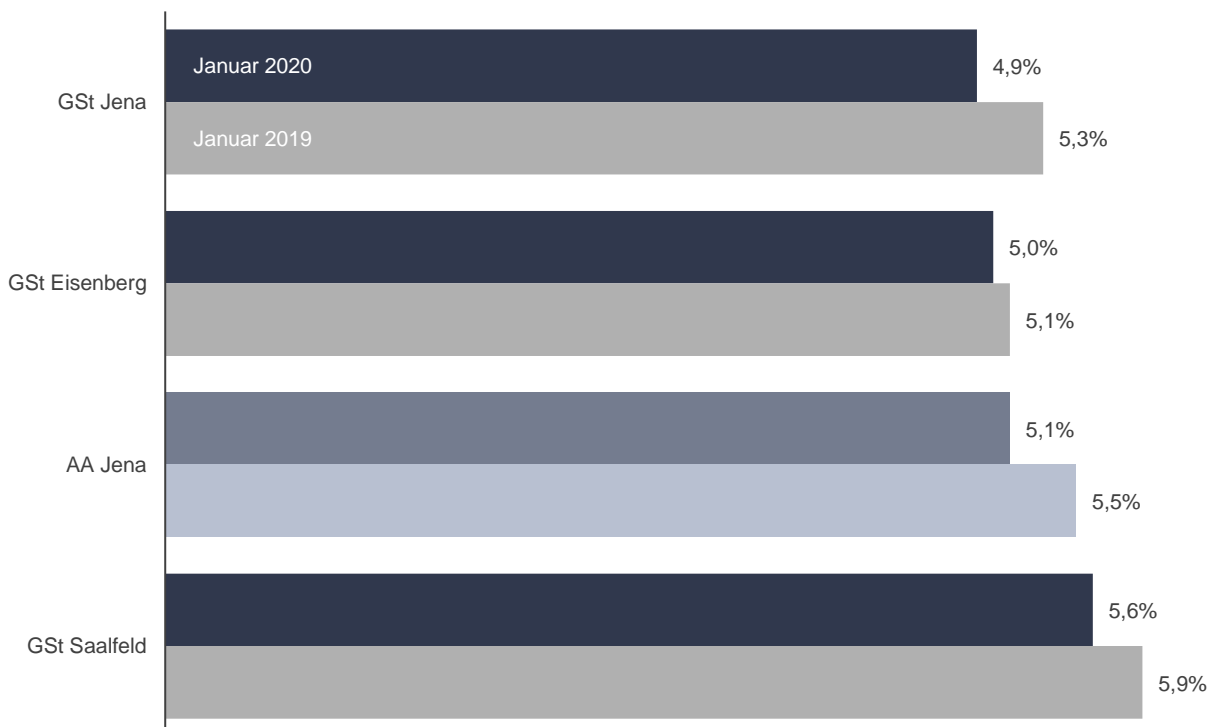 Januar 2020
4,9%
GSt Jena
Januar 2019
5,3%
5,0%
GSt Eisenberg
5,1%
5,1%
AA Jena
5,5%
5,6%
GSt Saalfeld
5,9%